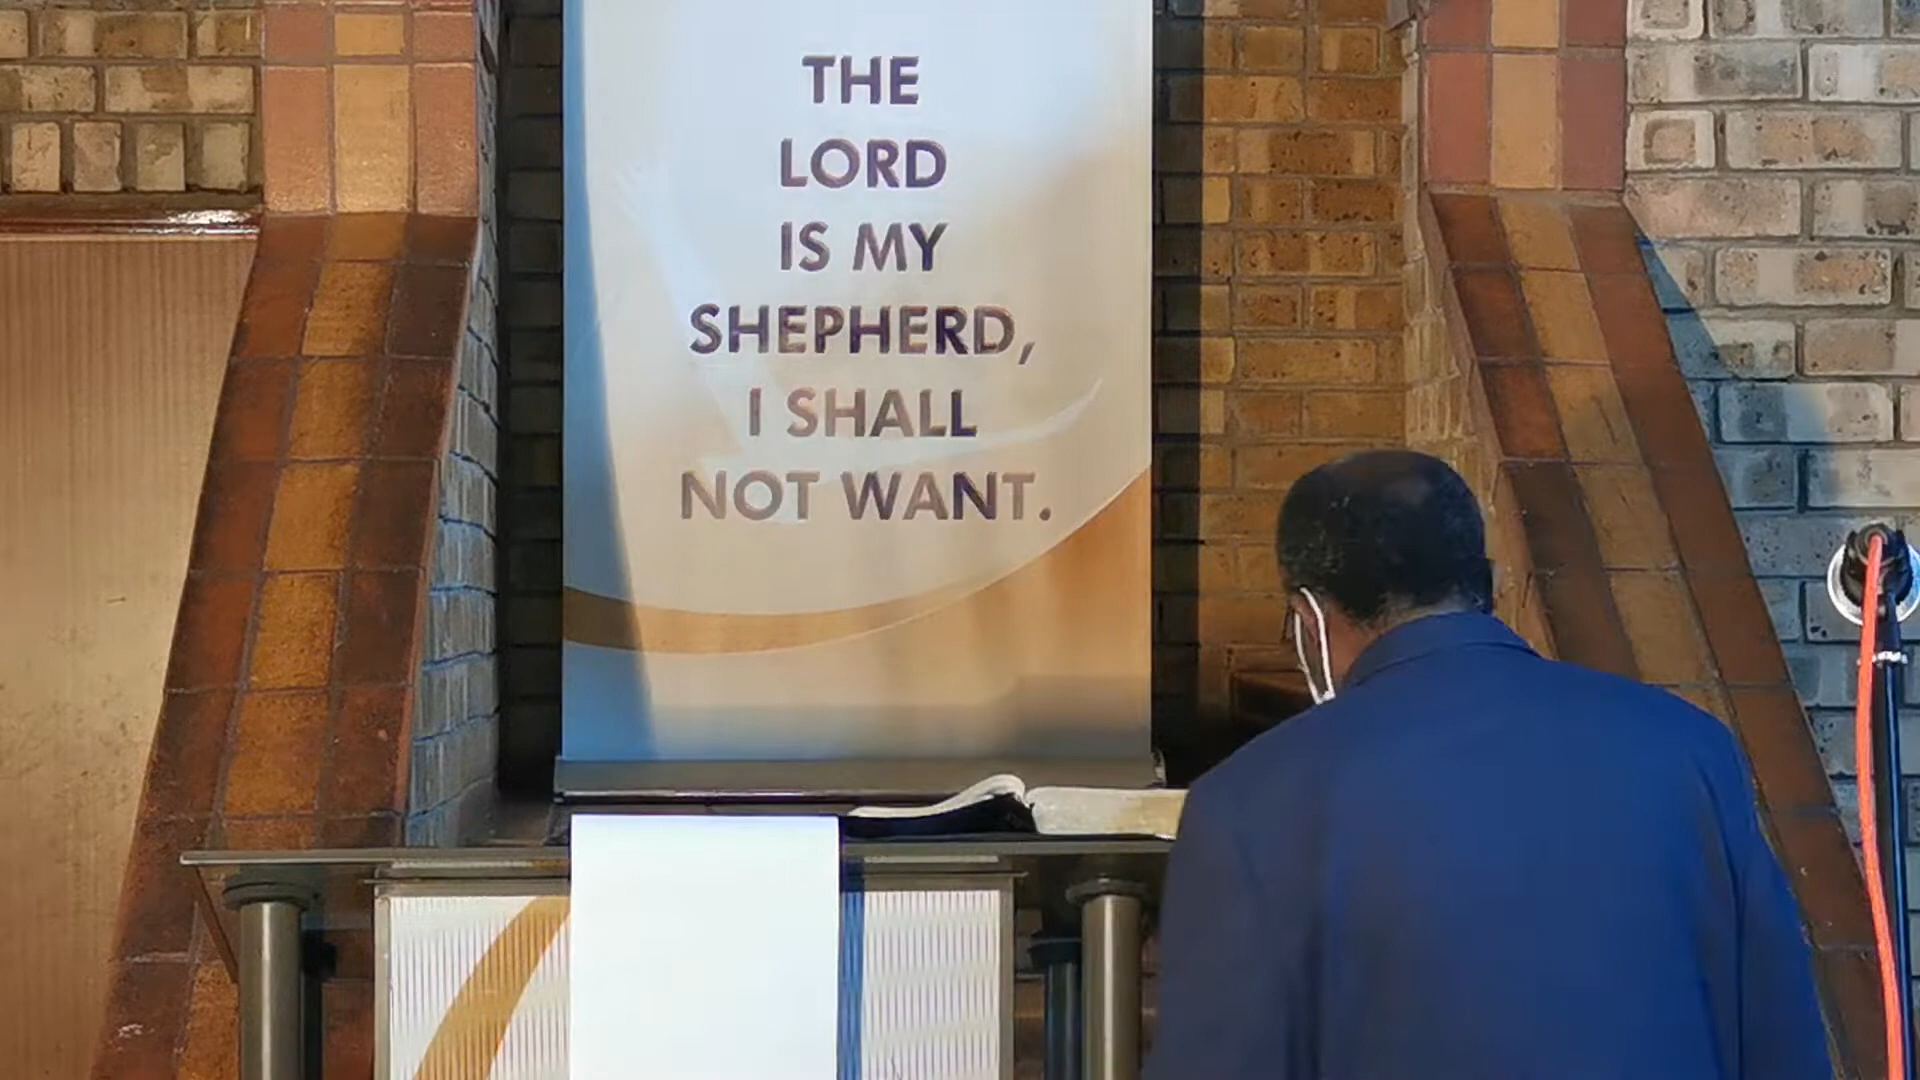 THE
LORD
IS MY
SHEPHERD,
I SHALL
NOT WANT.